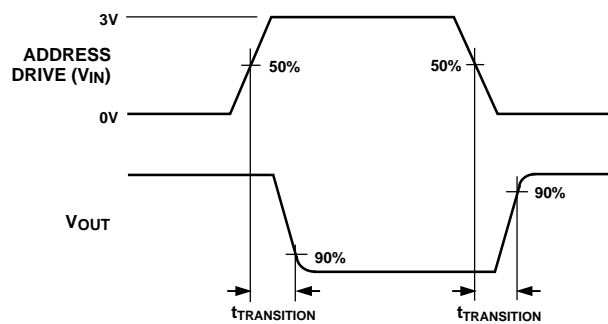 3V
ADDRESS
DRIVE (VIN)
50%
50%
0V
90%
VOUT
90%
tTRANSITION
tTRANSITION